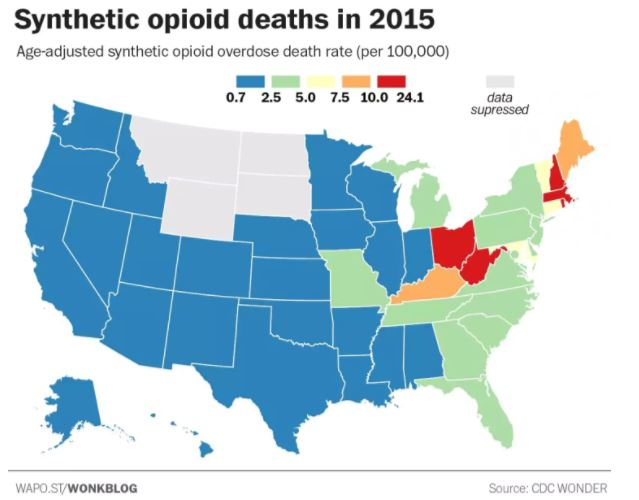 Synthetic opioid deaths in 2015
Age-adjusted synthetic opioid overdose death rate (per 100,000)
0.7 2.5 5.0 7.5 10.0 24.1
data
supressed
WAPO.ST/WONKBLOG
Source: CDC WONDER